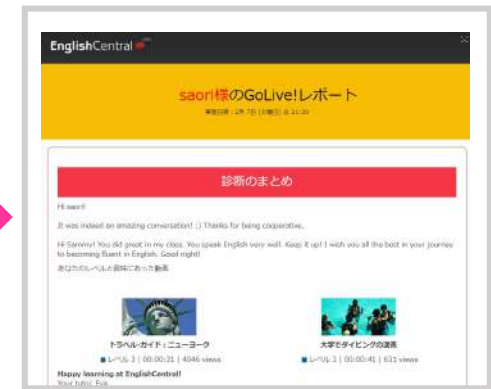 EnglishCentral
saori様のGoLive!レポート
診断のまとめ
Hi saori!
It was indeed an amazing conversation! :) Thanks for being cooperative.
Hi Sammy! You did great in my class. You speak English very well. Keep it up! I wish you all the best in your journey
to becoming fluent in English. Good night!
あなたのレベルと興味にあった動画
トラベル・ガイド：ニューヨーク
大学でダイビングの講義
レベル 3 | 00:00:31 | 4046 views
レベル 3 | 00:00:41 | 631 views
Happy learning at EnglishCentral!
Your tutor, Eva